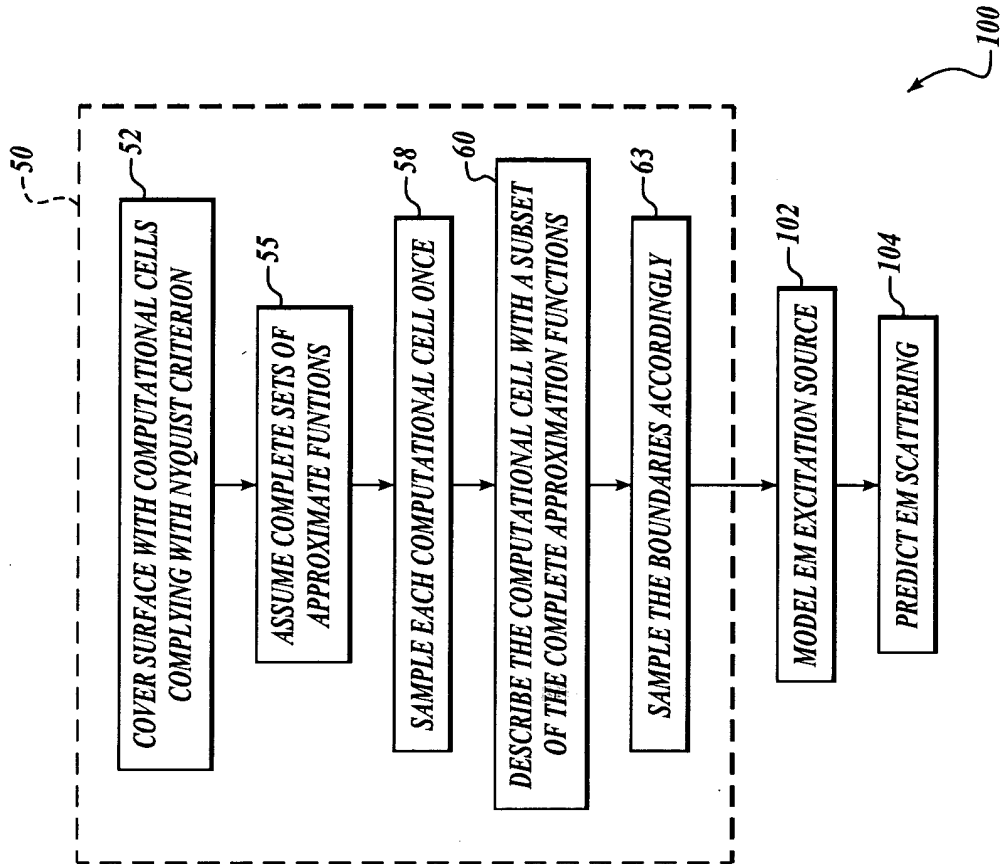 50
52
COVER SURFACE WITH COMPUTATIONAL CELLS
COMPLYING WITH NYQUIST CRITERION
55
ASSUME COMPLETE SETS OF
APPROXIMATE FUNTIONS
58
SAMPLE EACH COMPUTATIONAL CELL ONCE
60
DESCRIBE THE COMPUTATIONAL CELL WITH A SUBSET
OF THE COMPLETE APPROXIMATION FUNCTIONS
63
SAMPLE THE BOUNDARIES ACCORDINGLY
102
MODEL EM EXCITATION SOURCE
104
PREDICT EM SCATTERING
100